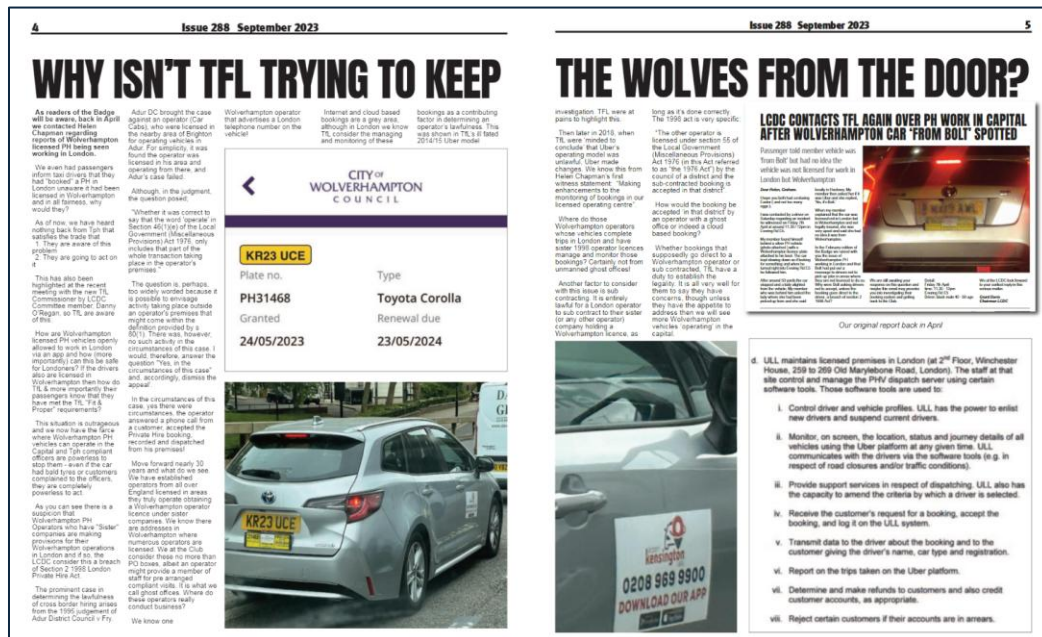 4
Issue 288 September 2023
WHY ISN'T TFL TRYING TO KEEP
As readers of the Badge
will be aware, back in April
we contacted Helen
Chapman regarding
reports of Wolverhampton
licensed PH being seen
working in London.
We even had passengers
inform taxi drivers that they
had "booked" a PH in
London unaware it had been
licensed in Wolverhampton
and in all fairness, why
would they?
As of now, we have heard
nothing back from Tph that
satisfies the trade that
1. They are aware of this
problem
2. They are going to act on
it
This has also been
highlighted at the recent
meeting with the new TfL
Commissioner by LCDC
Committee member, Danny
O'Regan, so TfL are aware
of this.
How are Wolverhampton
licensed PH vehicles openly
allowed to work in London
via an app and how (more
importantly) can this be safe
for Londoners? If the drivers
also are licensed in
Wolverhampton then how do
TfL & more importantly their
passengers know that they
have met the TfL "Fit &
Proper" requirements?
This situation is outrageous
and we now have the farce
where Wolverhampton PH
vehicles can operate in the
Capital and Tph compliant
officers are powerless to
stop them - even if the car
had bald tyres or customers
complained to the officers,
they are completely
powerless to act
As you can see there is a
suspicion that
Wolverhampton PH
Operators who have "Sister"
companies are making
provisions for their
Wolverhampton operations
in London and if so, the
LCDC consider this a breach
of Section 2 1998 London
Private Hire Act.
The prominent case in
determining the lawfulness
of cross border hiring arises
from the 1996 judgement of
Adur District Council v Fry.
Adur DC brought the case
against an operator (Car
Cabs), who were licensed in
the nearby area of Brighton
for operating vehicles in
Adur. For simplicity, it was
found the operator was
licensed in his area and
operating from there, and
Adur's case failed.
Although, in the judgment,
the question posed;
"Whether it was correct to
say that the word 'operate' in
Section 46(1)(e) of the Local
Government (Miscellaneous
Provisions) Act 1976, only
includes that part of the
whole transaction taking
place in the operator's
premises."
The question is, perhaps,
too widely worded because it
is possible to envisage
activity taking place outside
an operator's premises that
might come within the
definition provided by s
80(1). There was, however,
no such activity in the
circumstances of this case. I
would, therefore, answer the
question "Yes, in the
circumstances of this case"
and, accordingly, dismiss the
appeal'
In the circumstances of this
case, yes there were
circumstances, the operator
answered a phone call from
a customer, accepted the
Private Hire booking,
recorded and dispatched
from his premises!
Move forward nearly 30
years and what do we see.
We have established
operators from all over
England licensed in areas
they truly operate obtaining
a Wolverhampton operator
licence under sister
companies. We know there
are addresses in
Wolverhampton where
numerous operators are
licensed. We at the Club
consider these no more than
PO boxes, albeit an operator
might provide a member of
staff for pre arranged
compliant visits. It is what we
call ghost offices. Where do
these operators really
conduct business?
We know one
Wolverhampton operator
that advertises a London
telephone number on the
vehicle!
Internet and cloud based
bookings are a grey area,
although in London we know
TfL consider the managing
and monitoring of these
bookings as a contributing
factor in determining an
operator's lawfulness. This
was shown in TfL's ill fated
2014/15 Uber model
CITY OF
WOLVERHAMPTON
COUNCIL
KR23 UCE
Plate no.
Type
PH31468
Toyota Corolla
Granted
Renewal due
24/05/2023
23/05/2024
KR23 UCE
Issue 288 September 2023
5
THE WOLVES FROM THE DOOR?
investigation. TfL were at
pains to highlight this.
Then later in 2018, when
TfL were 'minded to
conclude' that Uber's
operating model was
unlawful, Uber made
changes. We know this from
Helen Chapman's first
witness statement: "Making
enhancements to the
monitoring of bookings in our
licensed operating centre".
Where do those
Wolverhampton operators
whose vehicles complete
trips in London and have
sister 1998 operator licences
manage and monitor those
bookings? Certainly not from
unmanned ghost offices!
Another factor to consider
with this issue is sub
contracting. It is entirely
lawful for a London operator
to sub contract to their sister
(or any other operator)
company holding a
Wolverhampton licence, as
long as it's done correctly.
The 1998 act is very specific
"The other operator is
licensed under section 55 of
the Local Government
(Miscellaneous Provisions)
Act 1976 (in this Act referred
to as "the 1976 Act") by the
council of a district and the
sub-contracted booking is
accepted in that district".
How would the booking be
accepted 'in that district' by
an operator with a ghost
office or indeed a cloud
based booking?
Whether bookings that
supposedly go direct to a
Wolverhampton operator or
sub contracted, TfL have a
duty to establish the
legality. It is all very well for
them to say they have
concerns, though unless
they have the appetite to
address then we will see
more Wolverhampton
vehicles 'operating' in the
capital.
LCDC CONTACTS TFL AGAIN OVER PH WORK IN CAPITAL
AFTER WOLVERHAMPTON CAR "FROM BOLT" SPOTTED
Passenger told member vehicle was
'from Bolt' but had no idea the
vehicle was not licensed for work in
London but Wolverhampton
Our original report back in April
kensington
0208 969 9900
DOWNLOAD OUR APP
d. ULL maintains licensed premises in London (at 2nd Floor, Winchester
House, 259 to 269 Old Marylebone Road, London). The staff at that
site control and manage the PHV dispatch server using certain
software tools. Those software tools are used to:
i. Control driver and vehicle profiles. ULL has the power to enlist
new drivers and suspend current drivers.
ii. Monitor, on screen, the location, status and journey details of all
vehicles using the Uber platform at any given time. ULL
communicates with the drivers via the software tools (e.g. in
respect of road closures and/or traffic conditions).
iii. Provide support services in respect of dispatching. ULL also has
the capacity to amend the criteria by which a driver is selected.
iv. Receive the customer's request for a booking, accept the
booking, and log it on the ULL system.
v. Transmit data to the driver about the booking and to the
customer giving the driver's name, car type and registration.
vi. Report on the trips taken on the Uber platform.
vii. Determine and make refunds to customers and also credit
customer accounts, as appropriate.
viii. Reject certain customers if their accounts are in arrears.